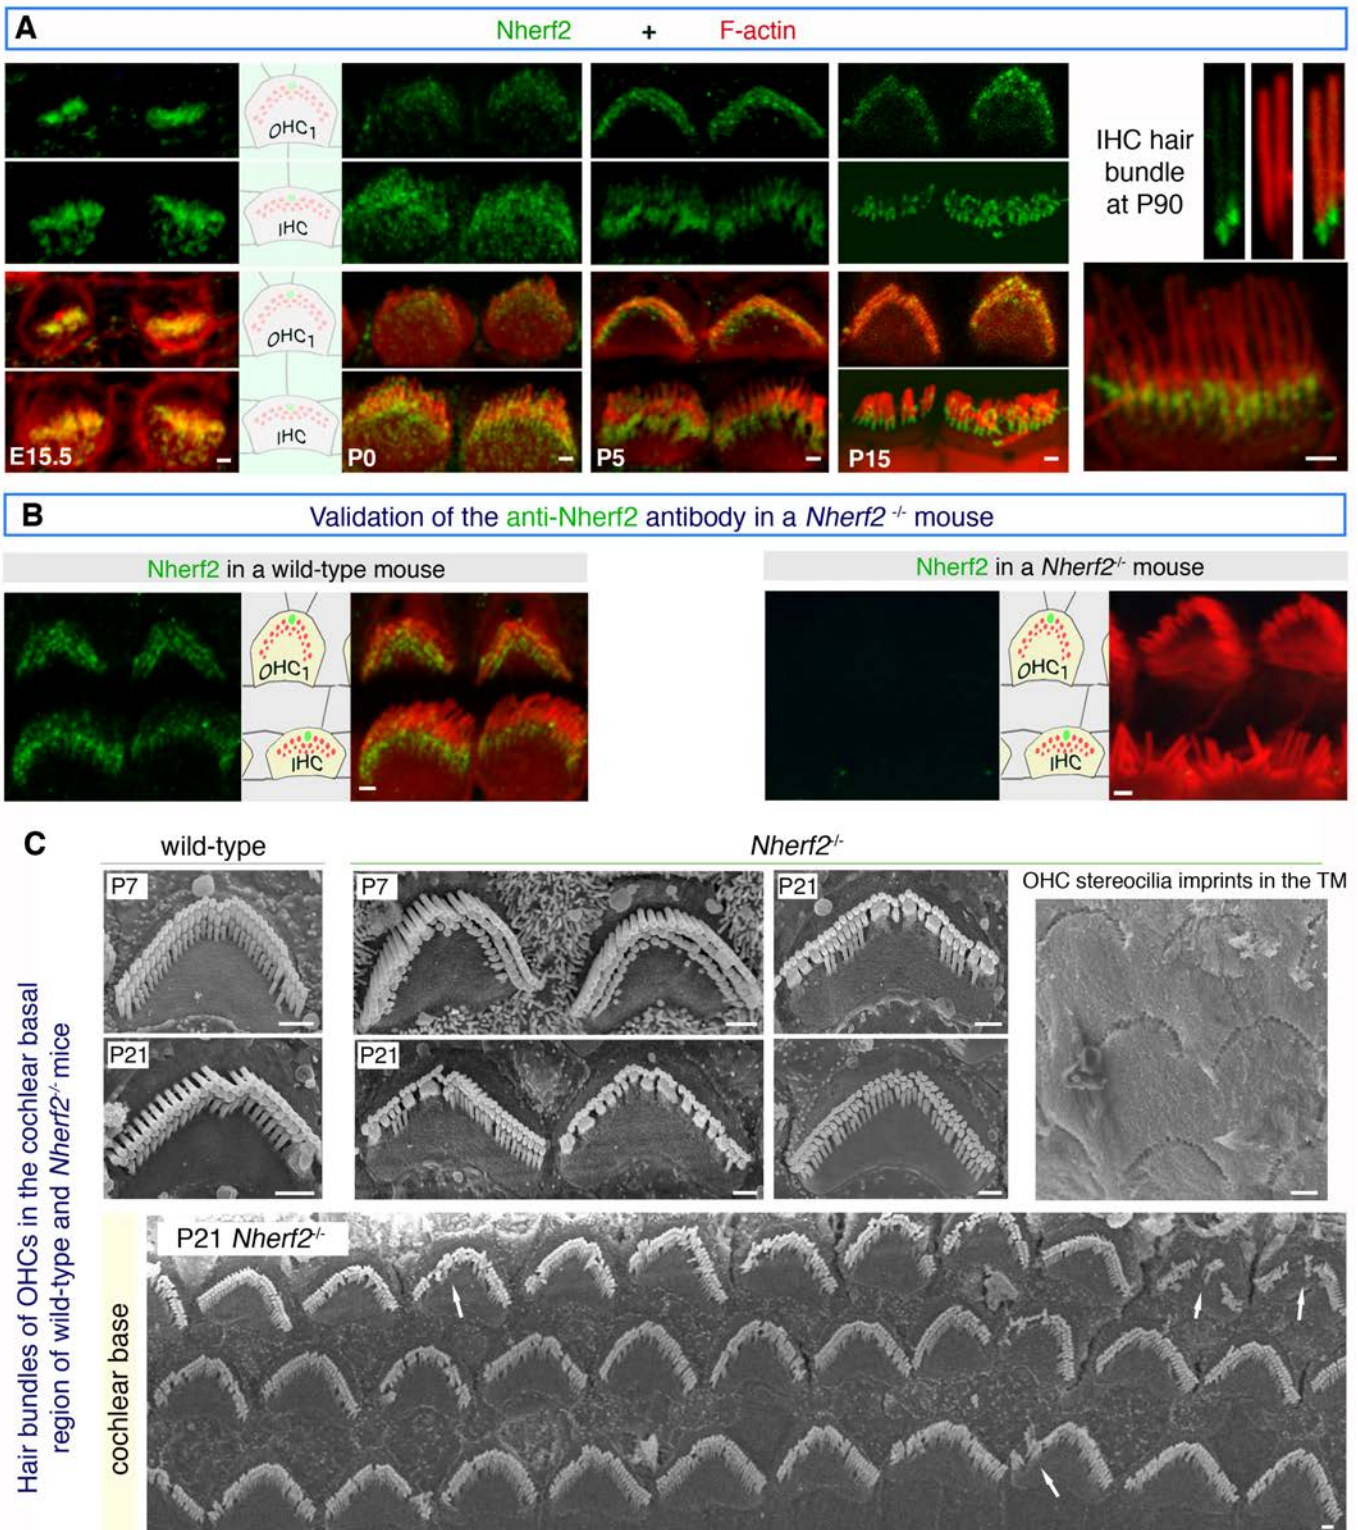 A
Nherf2 + F-actin
OHC1
IHC
OHC1
IHC
E15.5
P0
P5
P15
IHC hair
bundle
at P90
B
Validation of the anti-Nherf2 antibody in a Nherf2 -/- mouse
Nherf2 in a wild-type mouse
Nherf2 in a Nherf2-/- mouse
OHC1
IHC
OHC1
IHC
C
wild-type
Nherf2-/-
P7
P7
P21
OHC stereocilia imprints in the TM
P21
P21
Hair bundles of OHCs in the cochlear basal
region of wild-type and Nherf2-/- mice
P21 Nherf2-/-
cochlear base